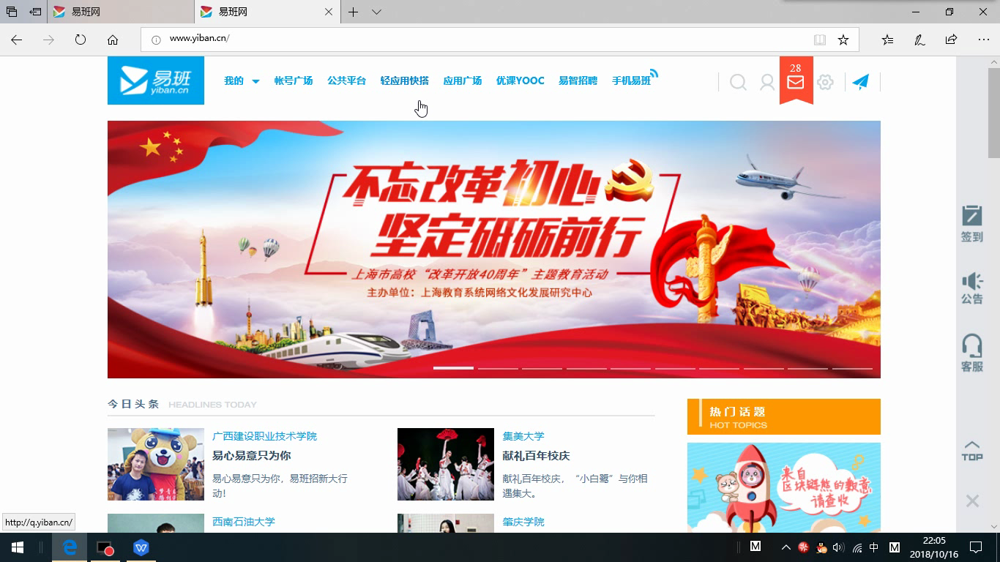 易班网
易班网
www.yiban.cn/
易班
yiban.cn
我的
帐号广场
公共平台
轻应用快搭
应用广场
优课YOOC
易智招聘
手机易班
28
不忘改革初心
坚定砥砺前行
上海市高校“改革开放40周年”主题教育活动
主办单位：上海教育系统网络文化发展研究中心
签到
公告
客服
TOP
今日头条 HEADLINES TODAY
广西建设职业技术学院
易心易意只为你
易心易意只为你，易班招新大行
动！
集美大学
献礼百年校庆
献礼百年校庆，“小白鹭”与你相
遇集大。
西南石油大学
肇庆学院
热门话题
HOT TOPICS
来自
区块链熊的数意
请查收
http://q.yiban.cn/
M
中
M
22:05
2018/10/16